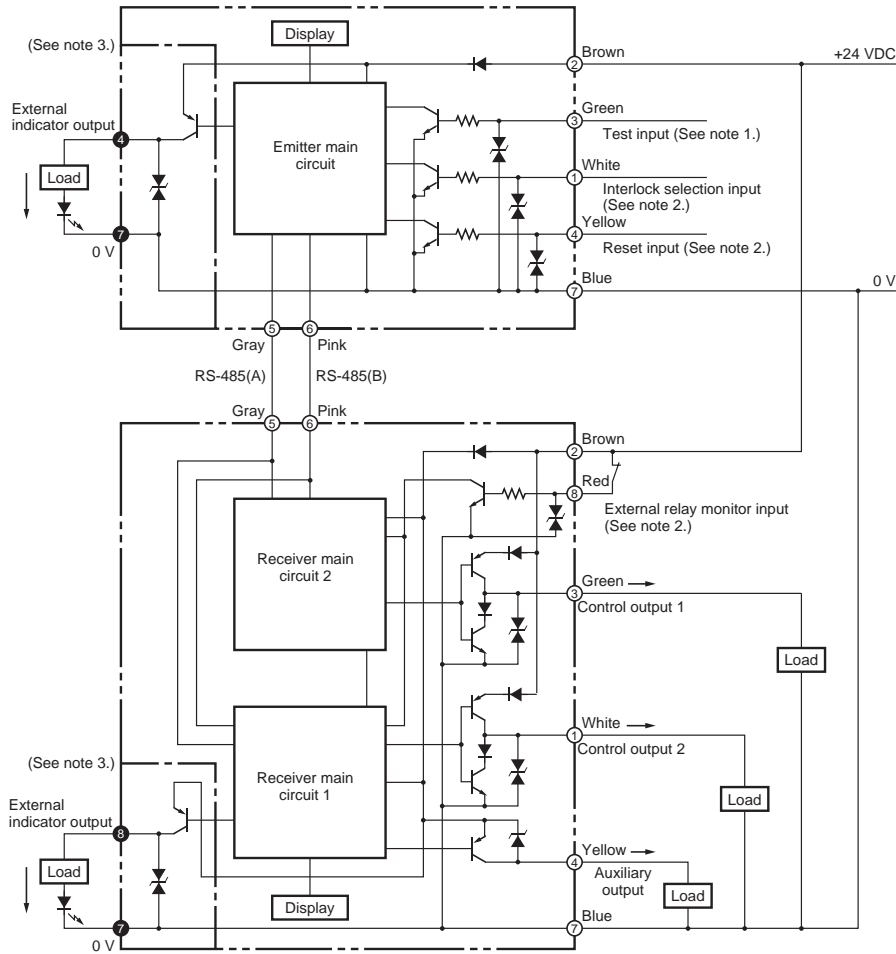 (See note 3.)
Display
Brown
2
+24 VDC
External
indicator output
4
Load
7
0 V
Emitter main
circuit
Green
3
Test input (See note 1.)
White
1
Interlock selection input
(See note 2.)
Yellow
4
Reset input (See note 2.)
Blue
7
0 V
5
6
Gray
Pink
RS-485(A)
RS-485(B)
Gray
Pink
5
6
Brown
2
Red
8
External relay monitor input
(See note 2.)
Receiver main
circuit 2
Green
3
Control output 1
Load
White
1
Control output 2
Load
(See note 3.)
Receiver main
circuit 1
External
indicator output
8
Load
7
0 V
Yellow
4
Auxiliary
output
Load
Display
Blue
7